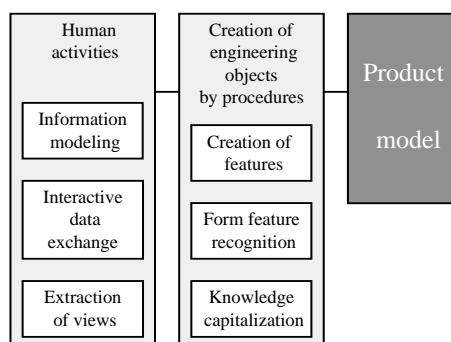 Human
activities
Information
modeling
Interactive
data
exchange
Extraction
of views
Creation of
engineering
objects
by procedures
Creation of
features
Form feature
recognition
Knowledge
capitalization
Product
model